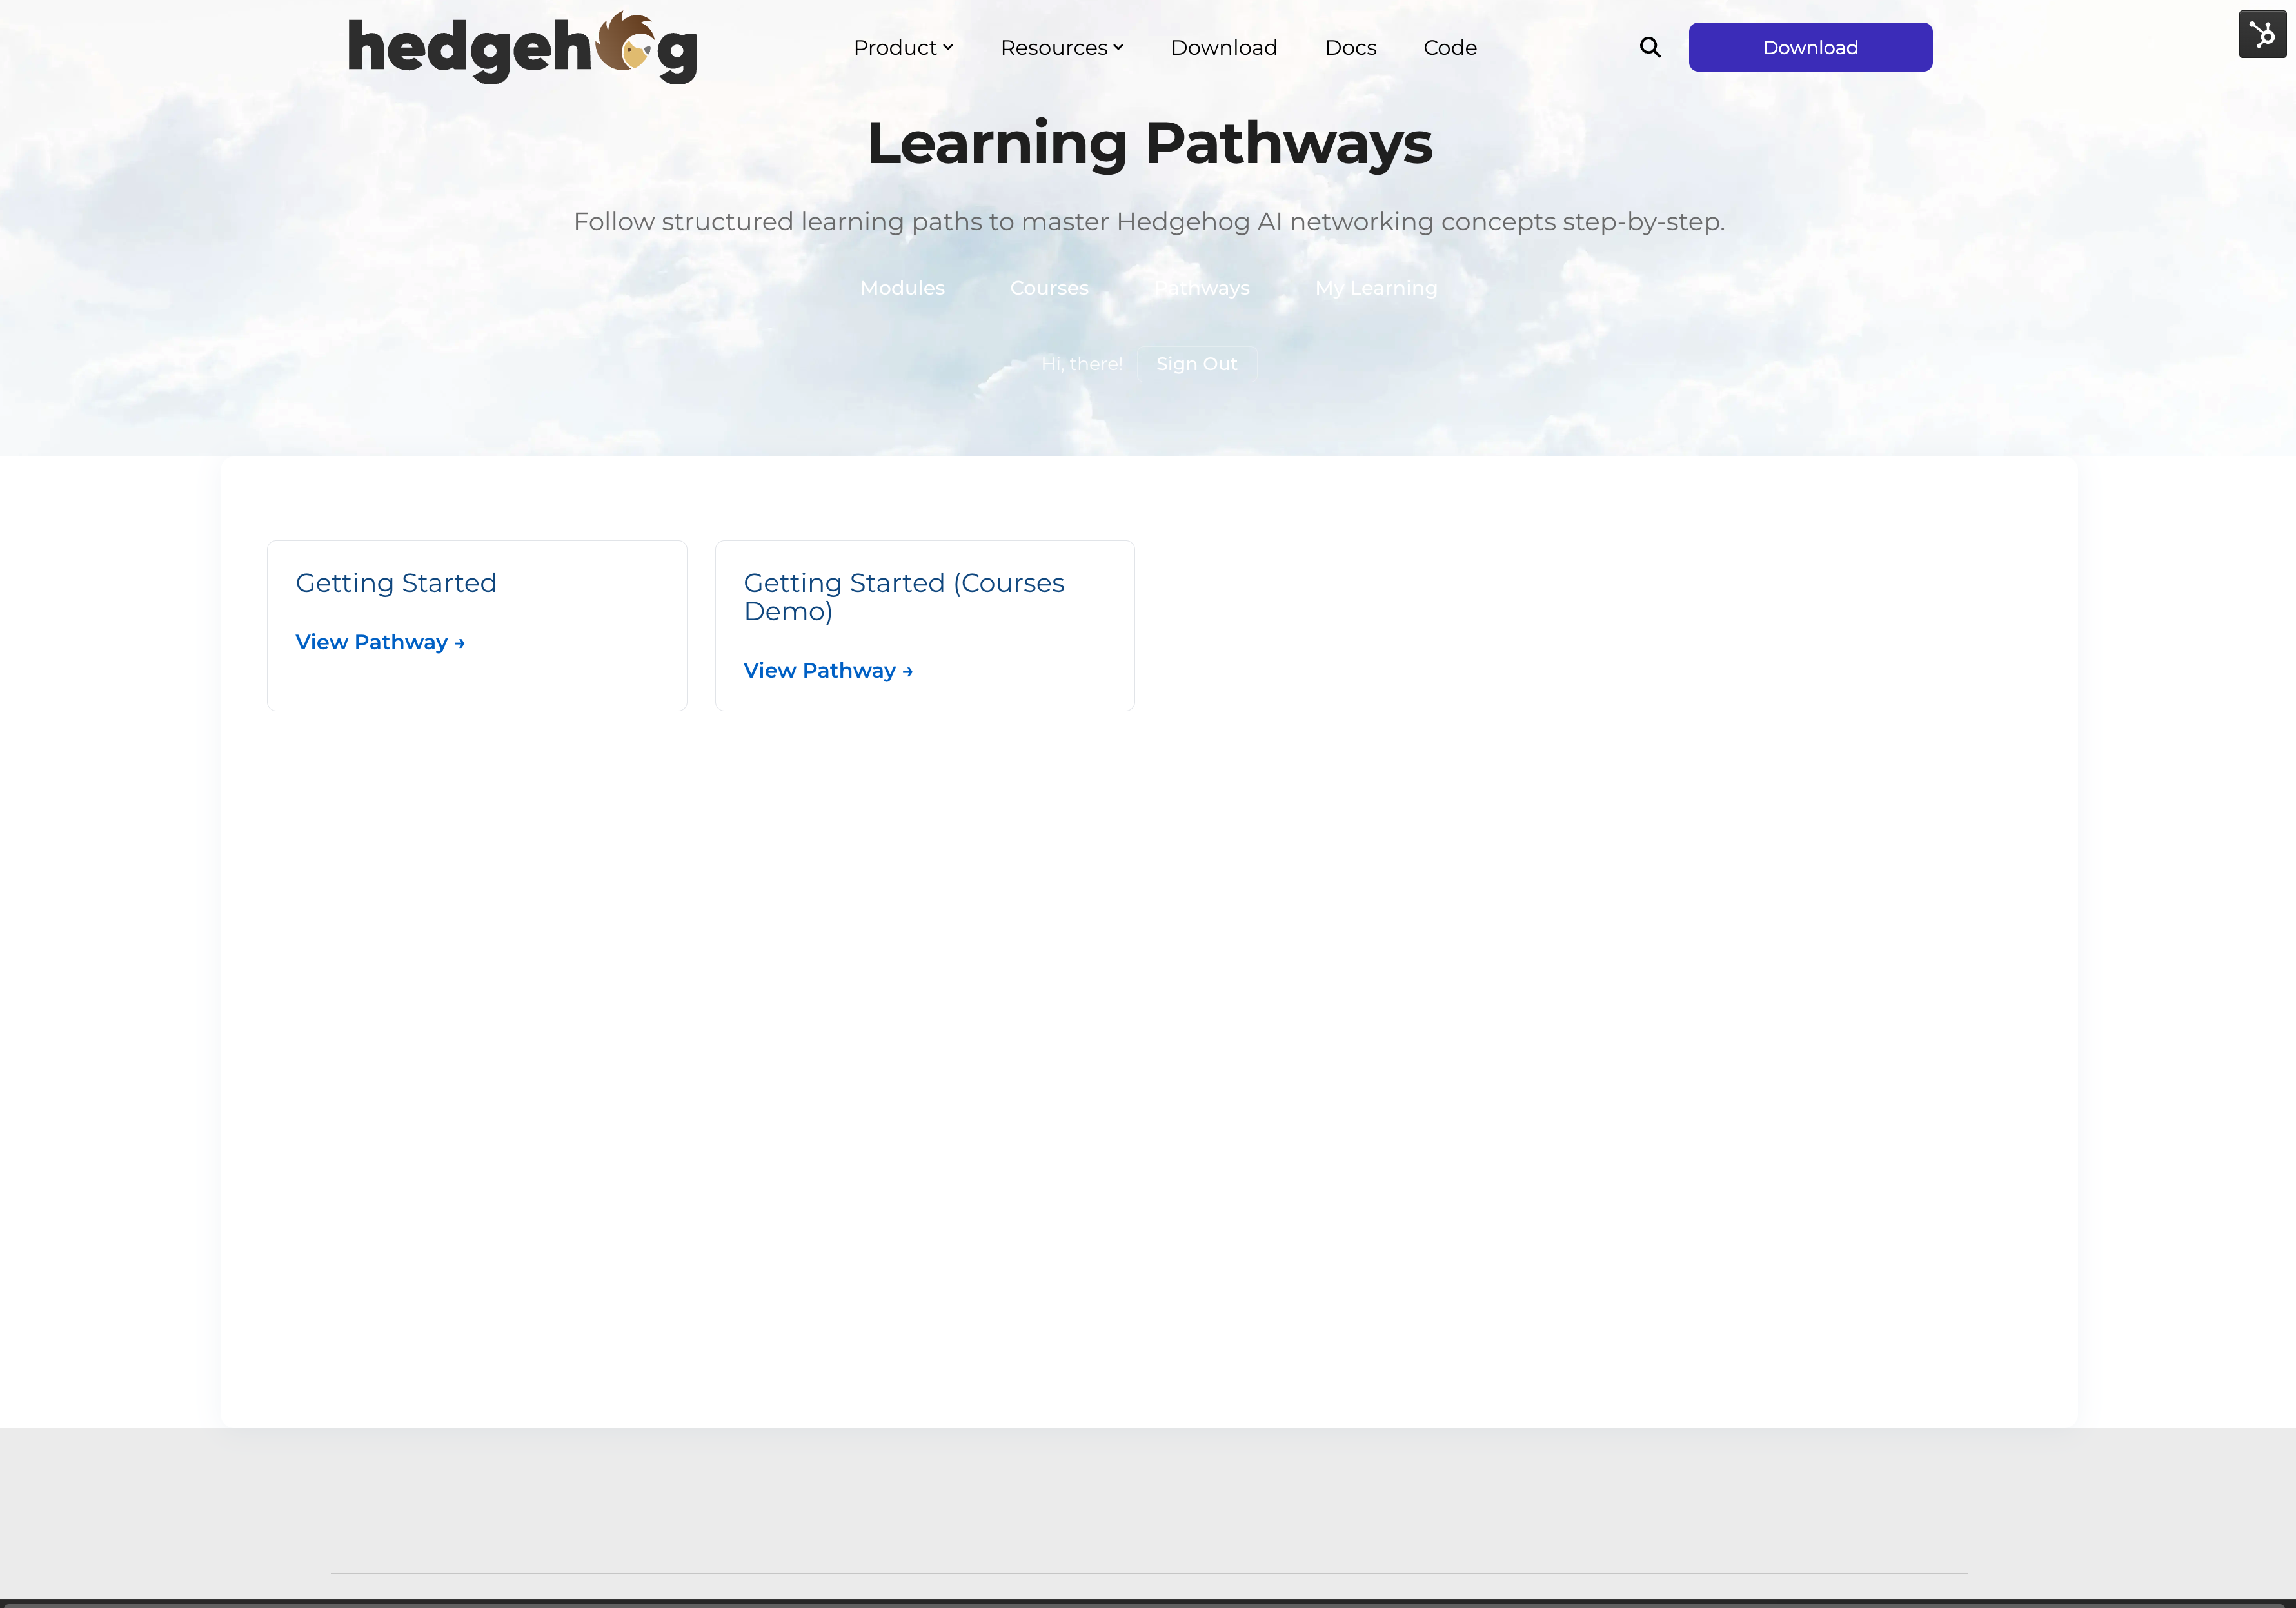 hedgehog
Product Resources Download Docs Code Download
Learning Pathways
Follow structured learning paths to master Hedgehog AI networking concepts step-by-step.
Modules Courses Pathways My Learning
Hi, there! Sign Out
Getting Started
View Pathway →
Getting Started (Courses
Demo)
View Pathway →